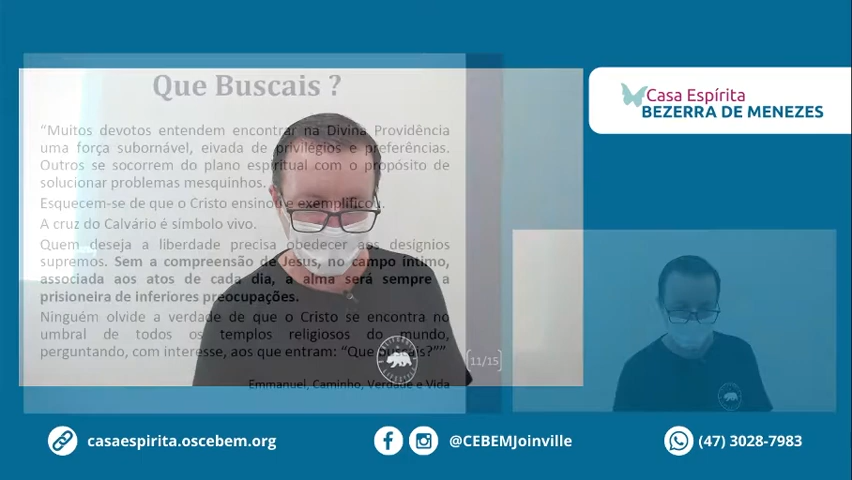 Que Buscais ?
“Muitos devotos entendem encontrar na Divina Providência
uma força subornável, eivada de privilégios e preferências.
Outros se socorrem do plano espiritual com o propósito de
solucionar problemas mesquinhos.
Esquecem-se de que o Cristo ensinou e exemplificou.
A cruz do Calvário é símbolo vivo.
Quem deseja a liberdade precisa obedecer aos desígnios
supremos. Sem a compreensão de Jesus, no campo íntimo,
associada aos atos de cada dia, a alma será sempre a
prisioneira de inferiores preocupações.
Ninguém olvide a verdade de que o Cristo se encontra no
umbral de todos os templos religiosos do mundo,
perguntando, com interesse, aos que entram: “Que buscais?””
11/15
Emmanuel, Caminho, Verdade e Vida
Casa Espírita
BEZERRA DE MENEZES
casaespirita.oscebem.org
@CEBEMJoinville
(47) 3028-7983